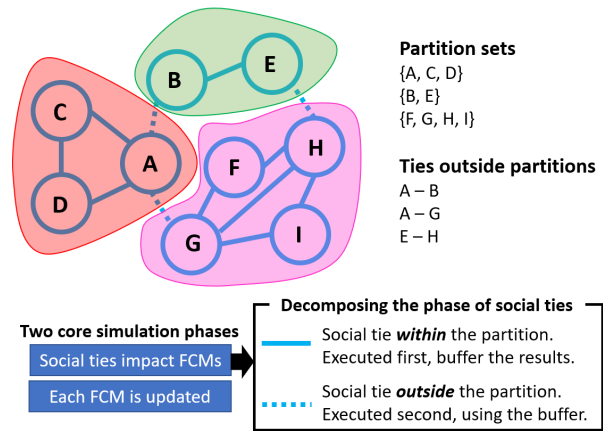 B
E
C
A
D
F
H
G
I
Partition sets
{A, C, D}
{B, E}
{F, G, H, I}
Ties outside partitions
A – B
A – G
E – H
Two core simulation phases
Social ties impact FCMs
Each FCM is updated
Decomposing the phase of social ties
Social tie within the partition.
Executed first, buffer the results.
Social tie outside the partition.
Executed second, using the buffer.